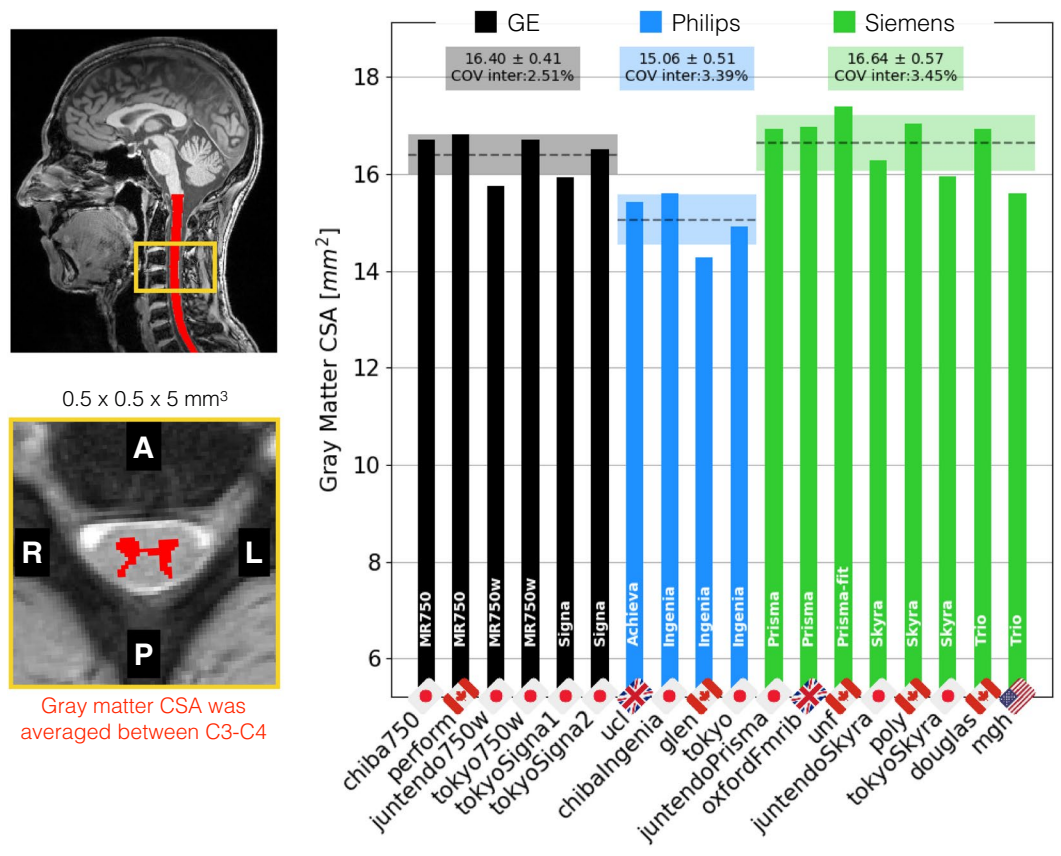 0.5 x 0.5 x 5 mm³
A
R
L
P
Gray matter CSA was
averaged between C3-C4
GE
Philips
Siemens
16.40 ± 0.41
COV inter:2.51%
15.06 ± 0.51
COV inter:3.39%
16.64 ± 0.57
COV inter:3.45%
Gray Matter CSA [mm²]
18
16
14
12
10
8
6
MR750
MR750
MR750w
MR750w
Signa
Signa
Achieva
Ingenia
Ingenia
Ingenia
Prisma
Prisma
Prisma-fit
Skyra
Skyra
Skyra
Trio
Trio
chiba750
perform
juntendo750w
tokyo750w
tokyoSigna1
tokyoSigna2
ucl
chibaIngenia
glen
tokyo
juntendoPrisma
oxfordFmrib
unf
juntendoSkyra
poly
tokyoSkyra
douglas
mgh